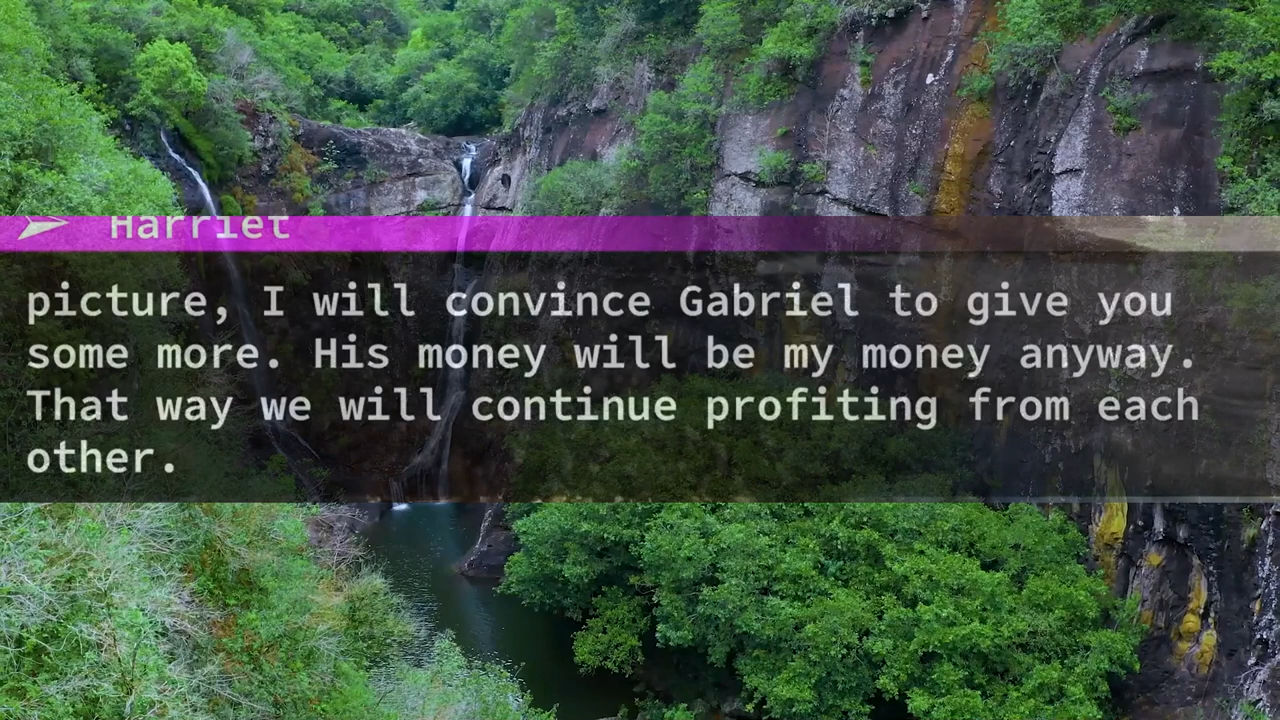 Harriet
picture, I will convince Gabriel to give you
some more. His money will be my money anyway.
That way we will continue profiting from each
other.